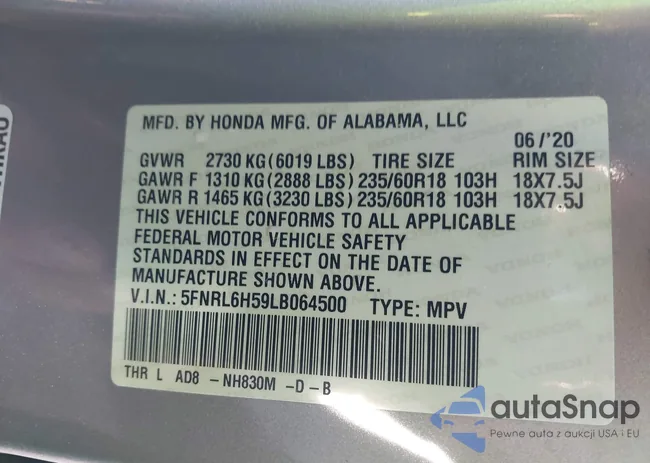 MFD. BY HONDA MFG. OF ALABAMA, LLC
06/'20
GVWR 2730 KG(6019 LBS) TIRE SIZE RIM SIZE
GAWR F 1310 KG(2888 LBS) 235/60R18 103H 18X7.5J
GAWR R 1465 KG(3230 LBS) 235/60R18 103H 18X7.5J
THIS VEHICLE CONFORMS TO ALL APPLICABLE
FEDERAL MOTOR VEHICLE SAFETY
STANDARDS IN EFFECT ON THE DATE OF
MANUFACTURE SHOWN ABOVE.
V.I.N.: 5FNRL6H59LB064500 TYPE: MPV
THR L AD8 -NH830M -D-B
autaSnap
Pewne auta z aukcji USA i EU